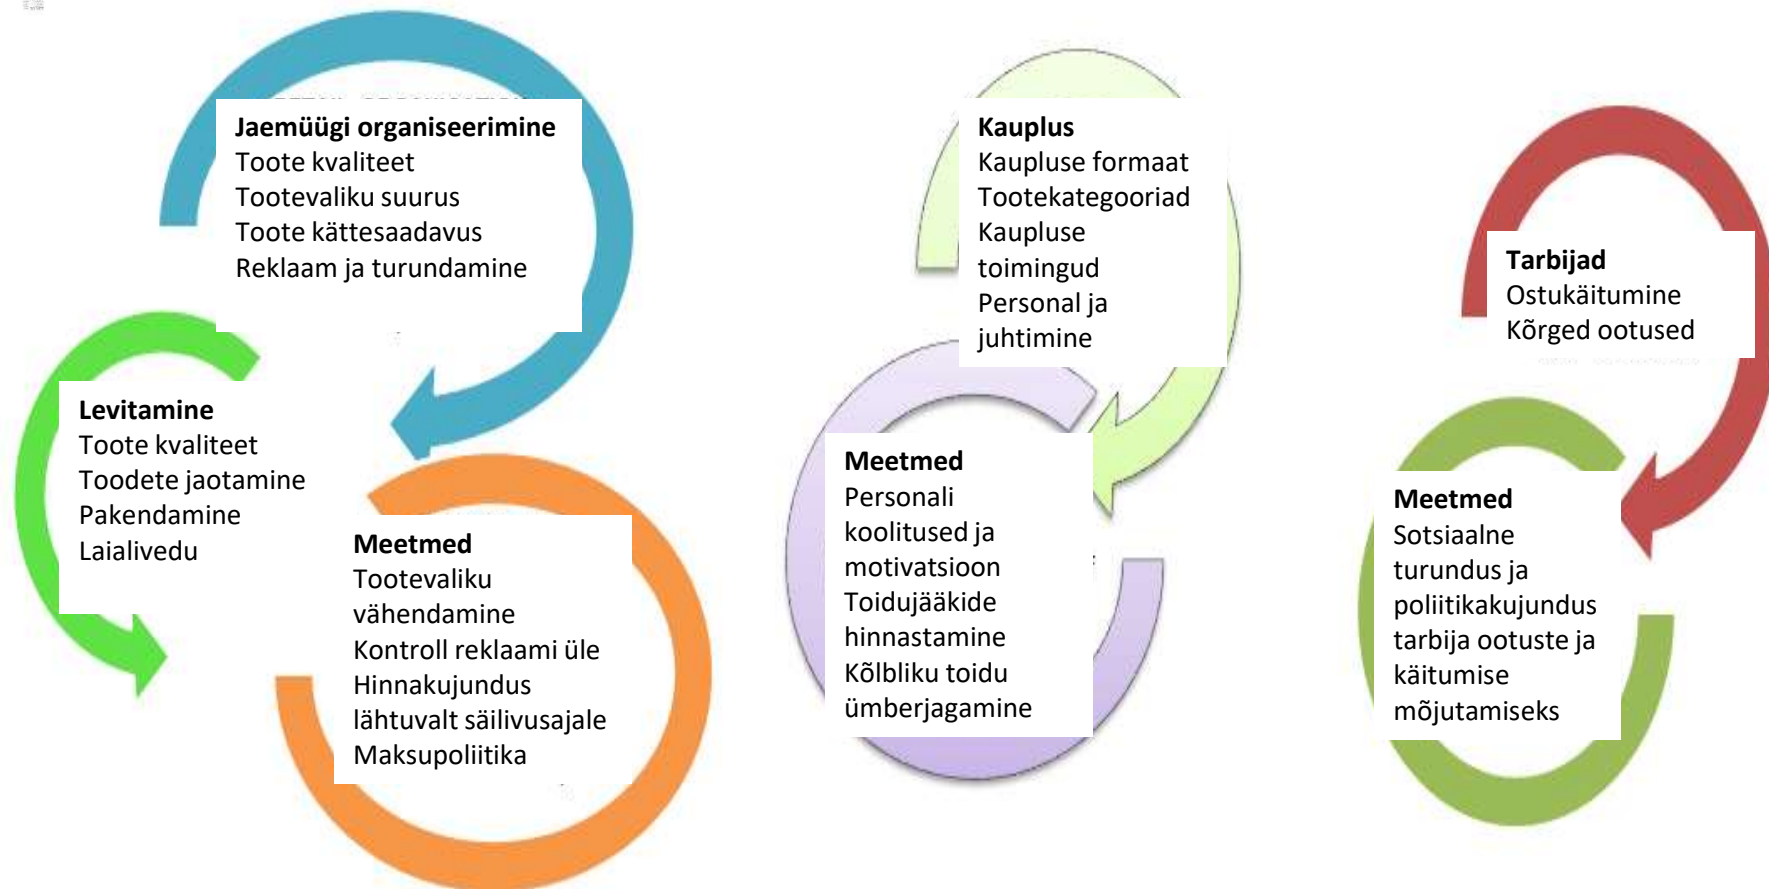 Jaemüügi organiseerimine
Toote kvaliteet
Tootevaliku suurus
Toote kättesaadavus
Reklaam ja turundamine
Levitamine
Toote kvaliteet
Toodete jaotamine
Pakendamine
Laialivedu
Meetmed
Tootevaliku
vähendamine
Kontroll reklaami üle
Hinnakujundus
lähtuvalt säilivusajale
Maksupoliitika
Kauplus
Kaupluse formaat
Tootekategooriad
Kaupluse
toimingud
Personal ja
juhtimine
Meetmed
Personali
koolitused ja
motivatsioon
Toidujääkide
hinnastamine
Kõlbliku toidu
ümberjagamine
Tarbijad
Ostukäitumine
Kõrged ootused
Meetmed
Sotsiaalne
turundus ja
poliitikakujundus
tarbija ootuste ja
käitumise
mõjutamiseks